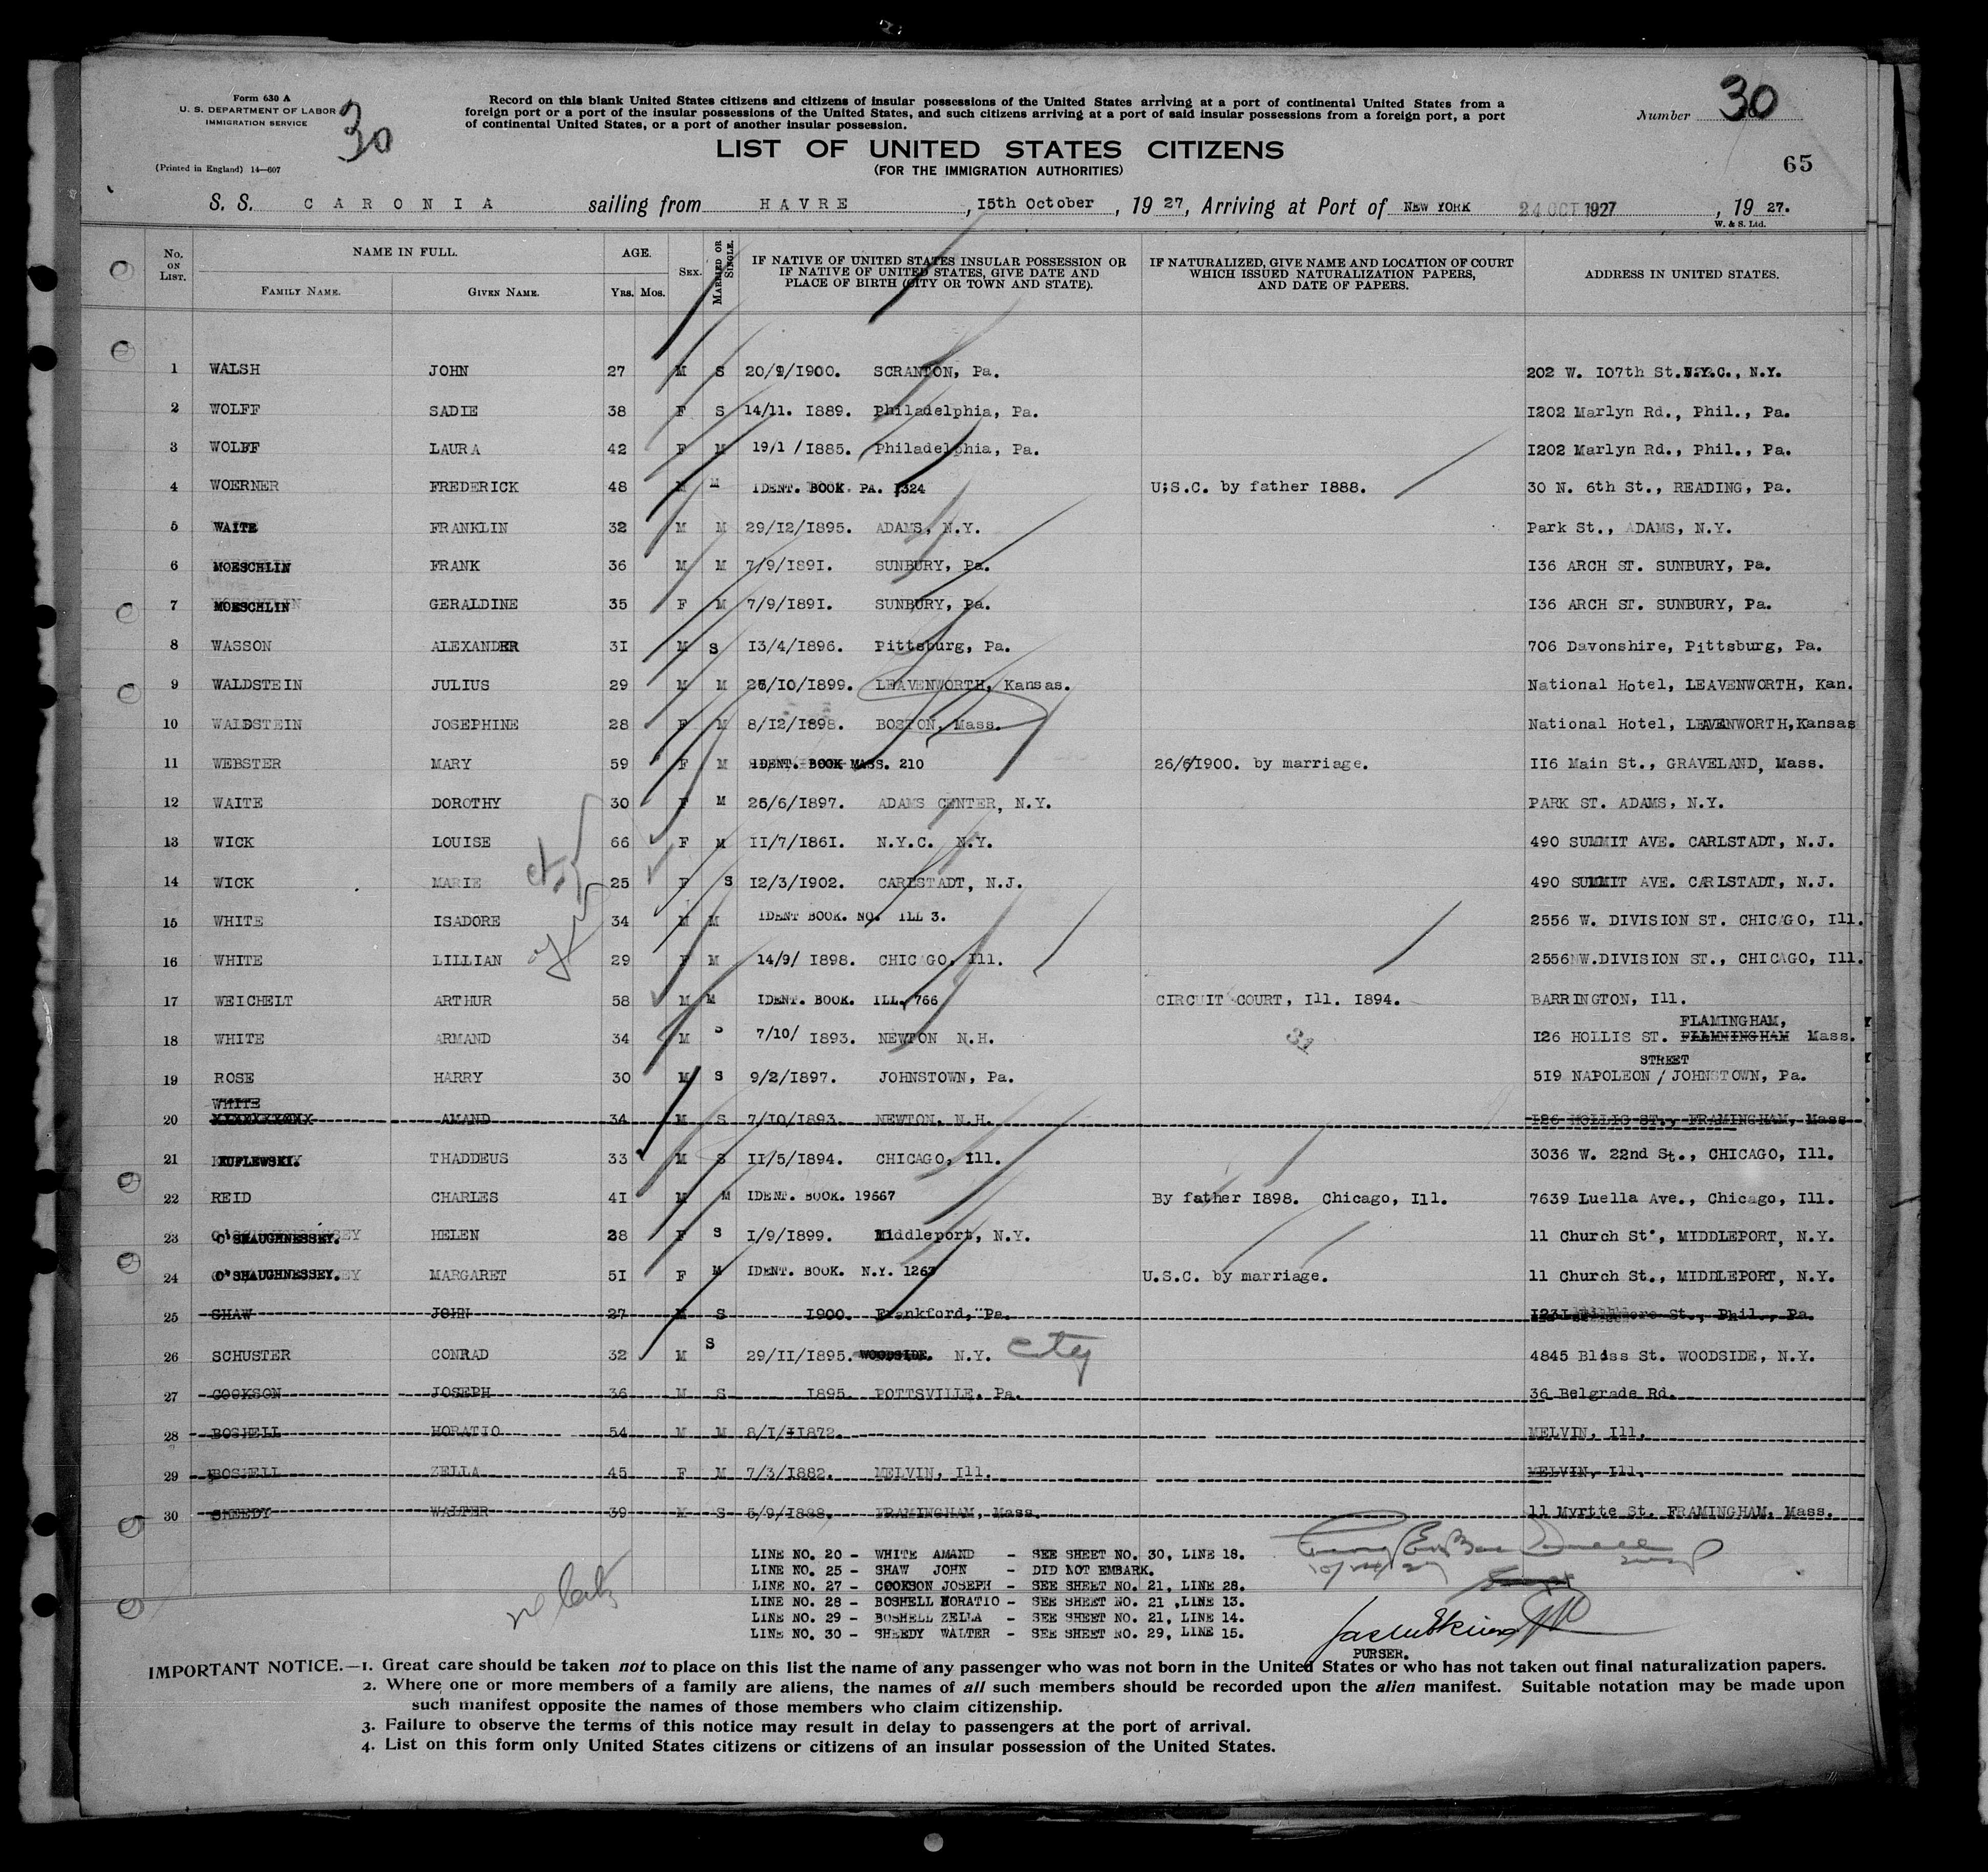 Form 630 A
U. S. DEPARTMENT OF LABOR
IMMIGRATION SERVICE
30
(Printed in England) 14—607
Record on this blank United States citizens and citizens of insular possessions of the United States arriving at a port of continental United States from a
foreign port or a port of the insular possessions of the United States, and such citizens arriving at a port of said insular possessions from a foreign port, a port
of continental United States, or a port of another insular possession.
Number 30
LIST OF UNITED STATES CITIZENS
(FOR THE IMMIGRATION AUTHORITIES)
65
S. S. CARONIA sailing from HAVRE, 15th October, 19 27, Arriving at Port of NEW YORK 24 OCT 1927, 19 27.
W. & S. Ltd.
No. ON LIST. NAME IN FULL. FAMILY NAME. GIVEN NAME. AGE. YRS. MOS. SEX. MARRIED OR SINGLE. IF NATIVE OF UNITED STATES INSULAR POSSESSION OR IF NATIVE OF UNITED STATES, GIVE DATE AND PLACE OF BIRTH (CITY OR TOWN AND STATE). IF NATURALIZED, GIVE NAME AND LOCATION OF COURT WHICH ISSUED NATURALIZATION PAPERS, AND DATE OF PAPERS. ADDRESS IN UNITED STATES.
1 WALSH JOHN 27 M S 20/9/1900. SCRANTON, Pa. 202 W. 107th St.N.Y.C., N.Y.
2 WOLFF SADIE 38 F S 14/11. 1889. Philadelphia, Pa. 1202 Marlyn Rd., Phil., Pa.
3 WOLFF LAURA 42 F M 19/1 /1885. Philadelphia, Pa. 1202 Marlyn Rd., Phil., Pa.
4 WOERNER FREDERICK 48 M M IDENT. BOOK. PA. 1324 U;S.C. by father 1888. 30 N. 6th St., READING, Pa.
5 WAITE FRANKLIN 32 M M 29/12/1895. ADAMS, N.Y. Park St., ADAMS, N.Y.
6 MOESCHLIN FRANK 36 M M 7/9/1891. SUNBURY, Pa. 136 ARCH ST. SUNBURY, Pa.
7 MOESCHLIN GERALDINE 35 F M 7/9/1891. SUNBURY, Pa. 136 ARCH ST. SUNBURY, Pa.
8 WASSON ALEXANDER 31 M S 13/4/1896. Pittsburg, Pa. 706 Davonshire, Pittsburg, Pa.
9 WALDSTEIN JULIUS 29 M M /10/1899. LEAVENWORTH, Kansas. National Hotel, LEAVENWORTH, Kan.
10 WALDSTEIN JOSEPHINE 28 F M 8/12/1898. BOSTON, Mass. National Hotel, LEAVENWORTH,Kansas
11 WEBSTER MARY 59 F M IDENT. BOOK MASS. 210 26/6/1900. by marriage. 116 Main St., GRAVELAND, Mass.
12 WAITE DOROTHY 30 F M 26/6/1897. ADAMS CENTER, N.Y. PARK ST. ADAMS, N.Y.
13 WICK LOUISE 66 F M 11/7/1861. N.Y.C. N.Y. 490 SUMMIT AVE. CARLSTADT, N.J.
14 WICK MARIE 25 F S 12/3/1902. CARLSTADT, N.J. 490 SUMMIT AVE. CARLSTADT, N.J.
15 WHITE ISADORE 34 M M IDENT BOOK. NO. ILL 3. 2556 W. DIVISION ST. CHICAGO, Ill.
16 WHITE LILLIAN 29 F M 14/9/ 1898. CHICAGO, Ill. 2556 W.DIVISION ST., CHICAGO, Ill.
17 WEICHELT ARTHUR 58 M M IDENT. BOOK. ILL. 766 CIRCUIT COURT, Ill. 1894. BARRINGTON, Ill.
FLAMINGHAM,
18 WHITE ARMAND 34 M S 7/10/ 1893. NEWTON N.H. 31 126 HOLLIS ST. FLAMNINGHAM Mass.
STREET
19 ROSE HARRY 30 M S 9/2/1897. JOHNSTOWN, Pa. 519 NAPOLEON / JOHNSTOWN, Pa.
WHITE
20 AMAND 34 M S 7/10/1893. NEWTON, N.H. 126 HOLLIG ST., FRAMINGHAM, Mass
21 KUFLEWSKI. THADDEUS 33 M S 11/5/1894. CHICAGO, Ill. 3036 W. 22nd St., CHICAGO, Ill.
22 REID CHARLES 41 M M IDENT. BOOK. 19667 By father 1898. Chicago, Ill. 7639 Luella Ave., Chicago, Ill.
23 O'SHAUGHNESSEY. HELEN 28 F S 1/9/1899. Middleport, N.Y. 11 Church St., MIDDLEPORT, N.Y.
24 O'SHAUGHNESSEY. MARGARET 51 F M IDENT. BOOK. N.Y. 1267 U.S.C. by marriage. 11 Church St., MIDDLEPORT, N.Y.
25 SHAW JOHN 27 M S 1900. Frankford, Pa. 1231 St., Phil., Pa.
26 SCHUSTER CONRAD 32 M S 29/11/1895. WOODSIDE. N.Y. city 4845 Bliss St. WOODSIDE, N.Y.
27 COOKSON JOSEPH 36 M S 1895. POTTSVILLE, Pa. 36 Belgrade Rd.
28 BOSHELL HORATIO 54 M M 8/1/1872. MELVIN, Ill.
29 BOSHELL ZELLA 45 F M 7/3/1882. MELVIN, Ill. MELVIN, Ill.
30 SHEEDY WALTER 39 M S 5/9/1888. FRAMINGHAM, Mass. 11 Myrtte St. FRAMINGHAM, Mass.
LINE NO. 20 - WHITE AMAND - SEE SHEET NO. 30, LINE 18.
LINE NO. 25 - SHAW JOHN - DID NOT EMBARK.
LINE NO. 27 - COOKSON JOSEPH - SEE SHEET NO. 21, LINE 28.
LINE NO. 28 - BOSHELL HORATIO - SEE SHEET NO. 21 ,LINE 13.
LINE NO. 29 - BOSHELL ZELLA - SEE SHEET NO. 21, LINE 14.
LINE NO. 30 - SHEEDY WALTER - SEE SHEET NO. 29, LINE 15.
PURSER.
IMPORTANT NOTICE.—1. Great care should be taken not to place on this list the name of any passenger who was not born in the United States or who has not taken out final naturalization papers.
2. Where one or more members of a family are aliens, the names of all such members should be recorded upon the alien manifest. Suitable notation may be made upon
such manifest opposite the names of those members who claim citizenship.
3. Failure to observe the terms of this notice may result in delay to passengers at the port of arrival.
4. List on this form only United States citizens or citizens of an insular possession of the United States.